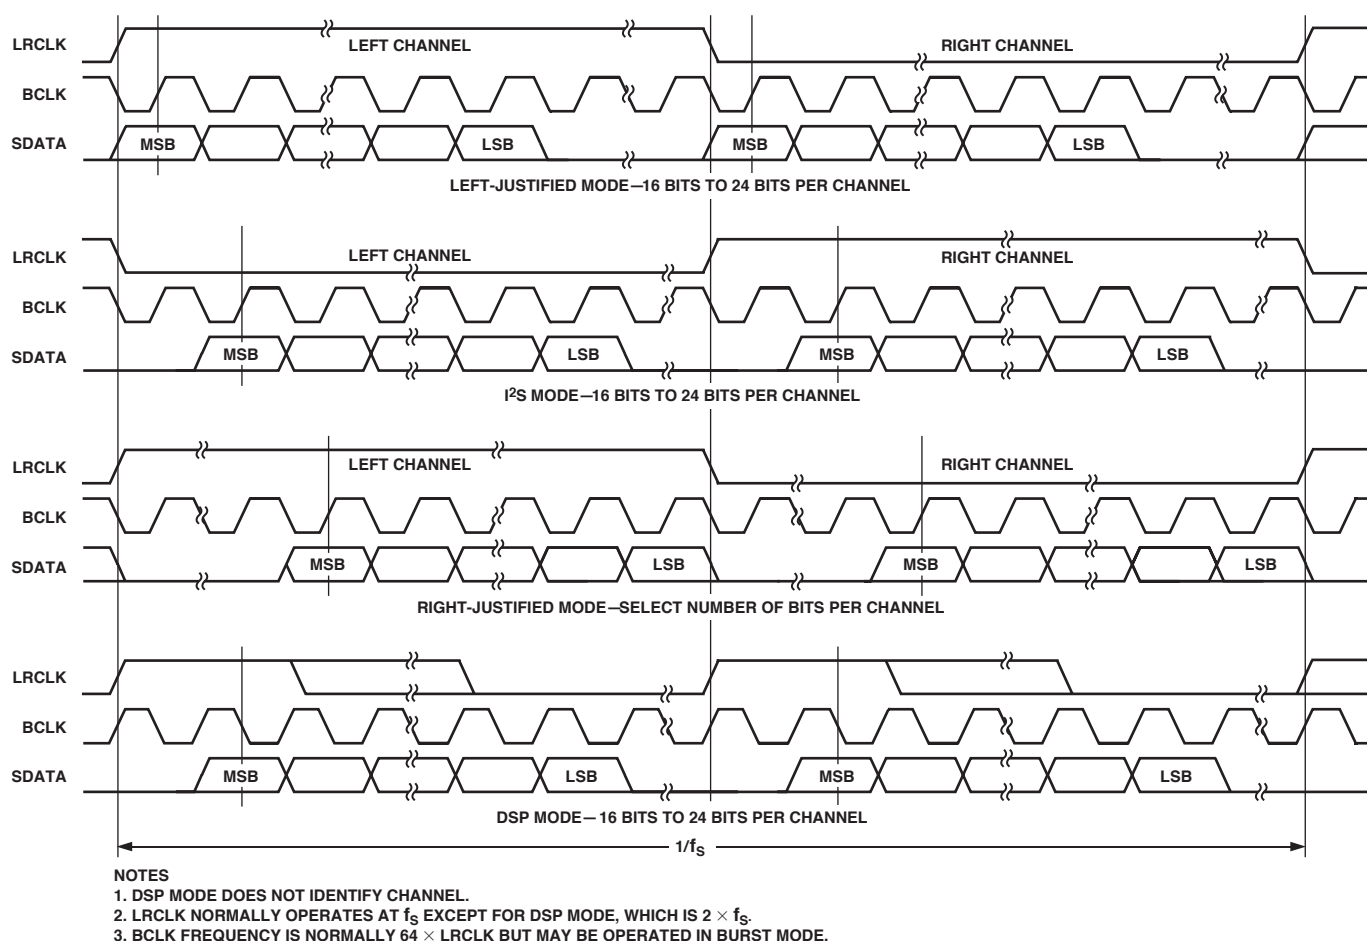 LRCLK LEFT CHANNEL RIGHT CHANNEL
BCLK
SDATA MSB LSB MSB LSB
LEFT-JUSTIFIED MODE—16 BITS TO 24 BITS PER CHANNEL
LRCLK LEFT CHANNEL RIGHT CHANNEL
BCLK
SDATA MSB LSB MSB LSB
I²S MODE—16 BITS TO 24 BITS PER CHANNEL
LRCLK LEFT CHANNEL RIGHT CHANNEL
BCLK
SDATA MSB LSB MSB LSB
RIGHT-JUSTIFIED MODE—SELECT NUMBER OF BITS PER CHANNEL
LRCLK
BCLK
SDATA MSB LSB MSB LSB
DSP MODE— 16 BITS TO 24 BITS PER CHANNEL
1/fS
NOTES
1. DSP MODE DOES NOT IDENTIFY CHANNEL.
2. LRCLK NORMALLY OPERATES AT fS EXCEPT FOR DSP MODE, WHICH IS 2 × fS.
3. BCLK FREQUENCY IS NORMALLY 64 × LRCLK BUT MAY BE OPERATED IN BURST MODE.